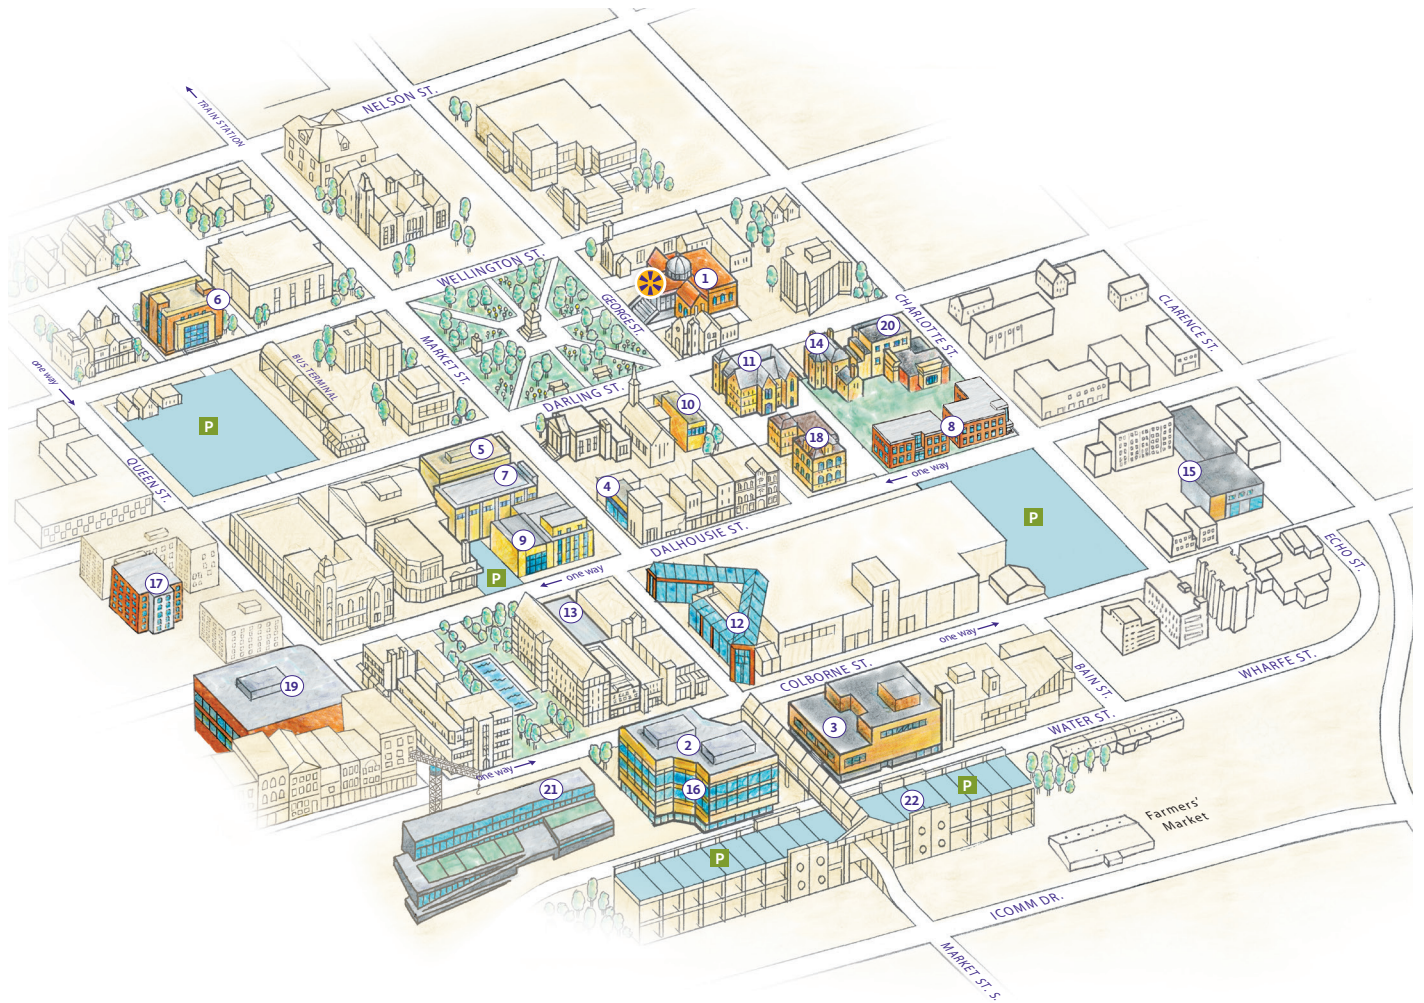 NELSON ST.
TRAIN STATION
WELLINGTON ST.
1
6
GEORGE ST.
CHARLOTTE ST.
CLARENCE ST.
20
14
11
MARKET ST.
BUS TERMINAL
one way
DARLING ST.
10
P
8
18
5
7
one way
15
4
QUEEN ST.
P
9
DALHOUSIE ST.
ECHO ST.
P
one way
17
13
12
one way
COLBORNE ST.
BAIN ST.
WHARFE ST.
19
3
WATER ST.
2
one way
21
16
P
22
Farmers'
Market
P
ICOMM DR.
MARKET ST. S.